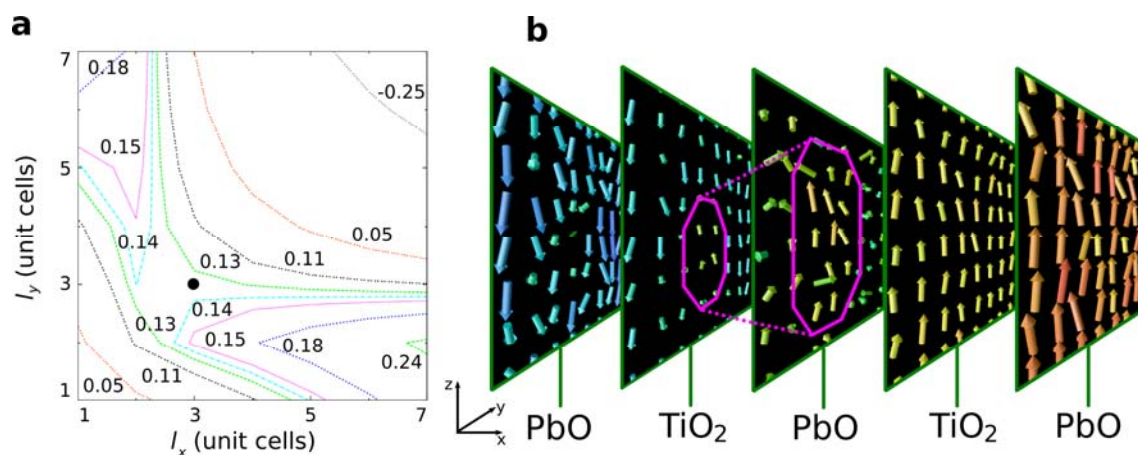 a
b
l_y (unit cells)
7
5
3
1
0.18
-0.25
0.15
0.14
0.13
0.11
0.05
0.14
0.13
0.15
0.18
0.11
0.24
0.05
1
3
5
7
l_x (unit cells)
z
y
x
PbO
TiO₂
PbO
TiO₂
PbO